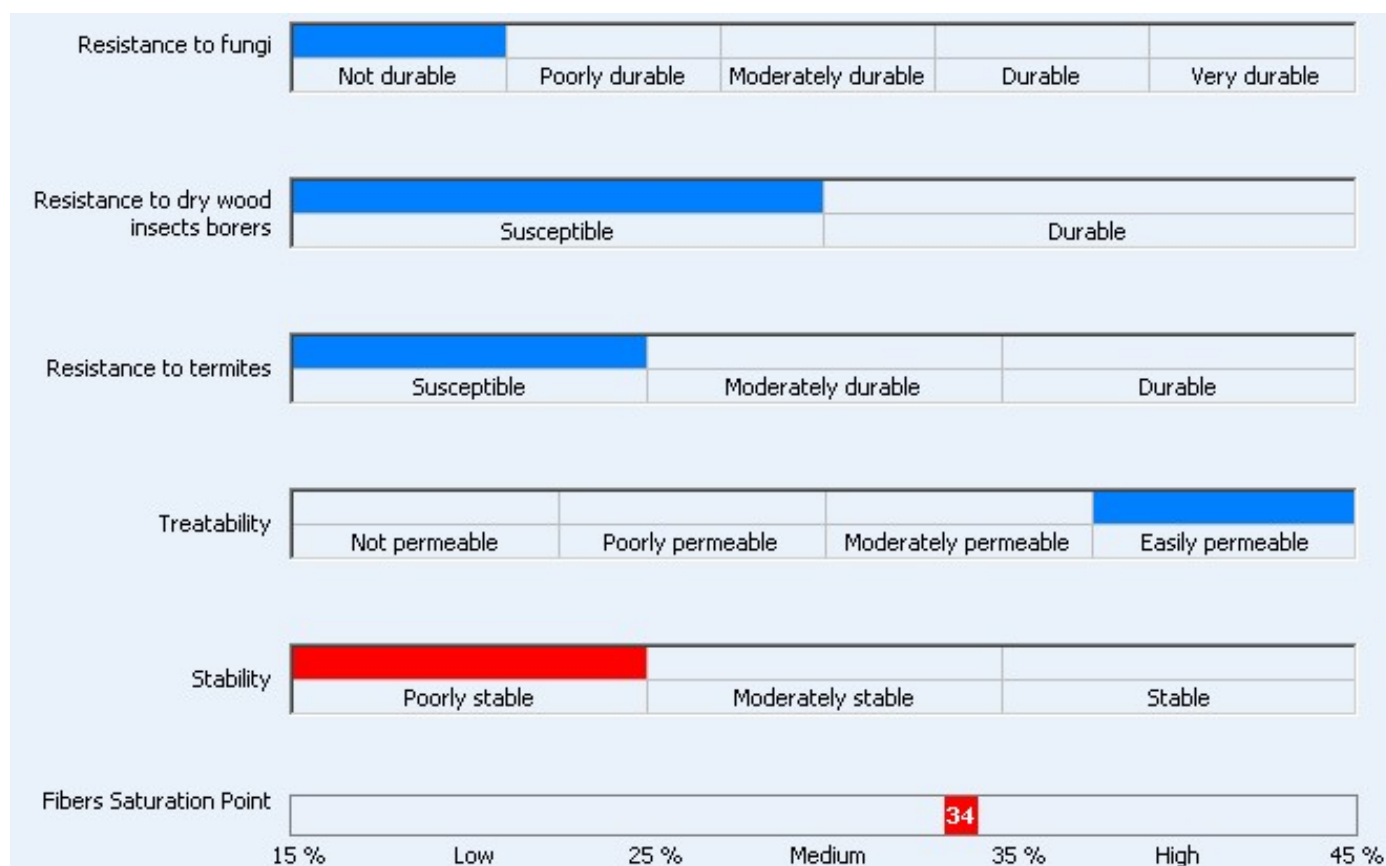 Resistance to fungi
Not durable Poorly durable Moderately durable Durable Very durable
Resistance to dry wood
insects borers
Susceptible Durable
Resistance to termites
Susceptible Moderately durable Durable
Treatability
Not permeable Poorly permeable Moderately permeable Easily permeable
Stability
Poorly stable Moderately stable Stable
Fibers Saturation Point
34
15 % Low 25 % Medium 35 % High 45 %